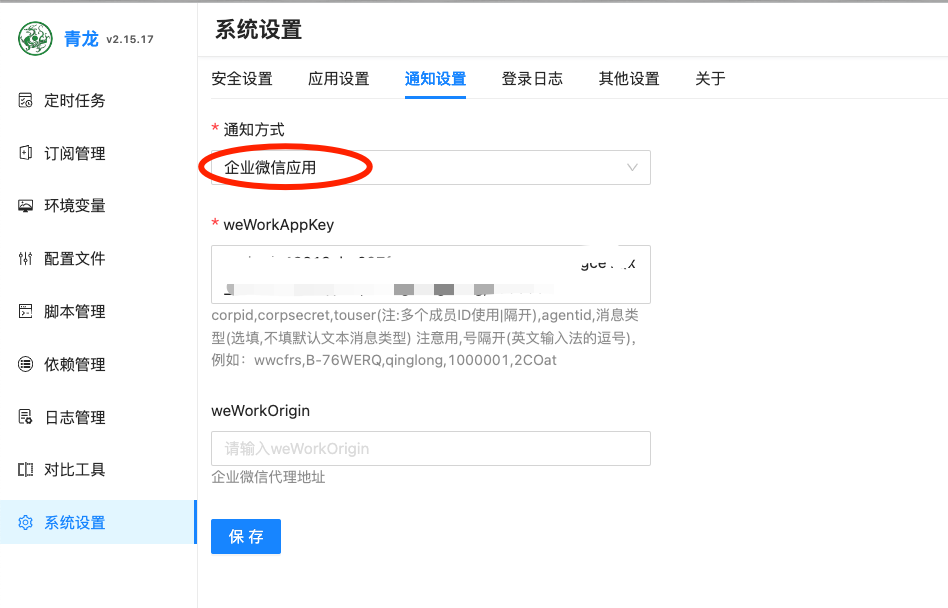 青龙 v2.15.17
定时任务
订阅管理
环境变量
配置文件
脚本管理
依赖管理
日志管理
对比工具
系统设置
系统设置
安全设置 应用设置 通知设置 登录日志 其他设置 关于
* 通知方式
企业微信应用
* weWorkAppKey
corpid,corpsecret,touser(注:多个成员ID使用|隔开),agentid,消息类
型(选填,不填默认文本消息类型) 注意用,号隔开(英文输入法的逗号),
例如：wwcfrs,B-76WERQ,qinglong,1000001,2COat
weWorkOrigin
请输入weWorkOrigin
企业微信代理地址
保 存